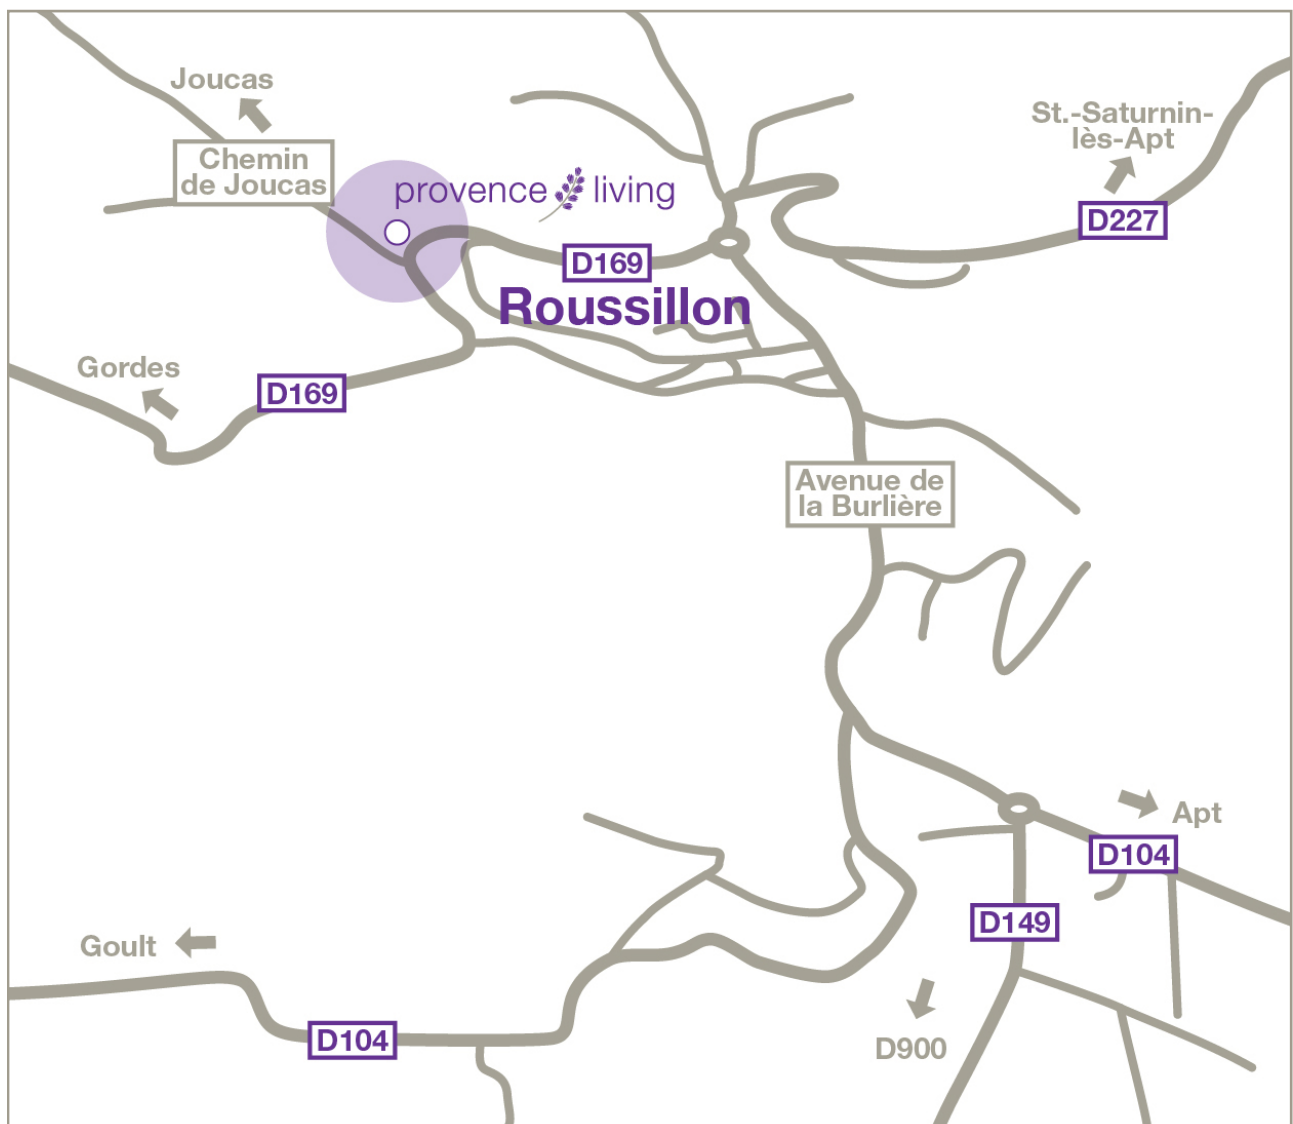 Joucas
Chemin
de Joucas
provence living
St.-Saturnin-
lès-Apt
D227
D169
Roussillon
Gordes
D169
Avenue de
la Burlière
Apt
D104
D149
Goult
D104
D900